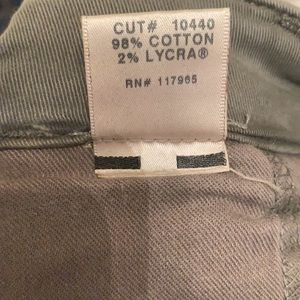 CUT# 10440
98% COTTON
2% LYCRA®
RN# 117965